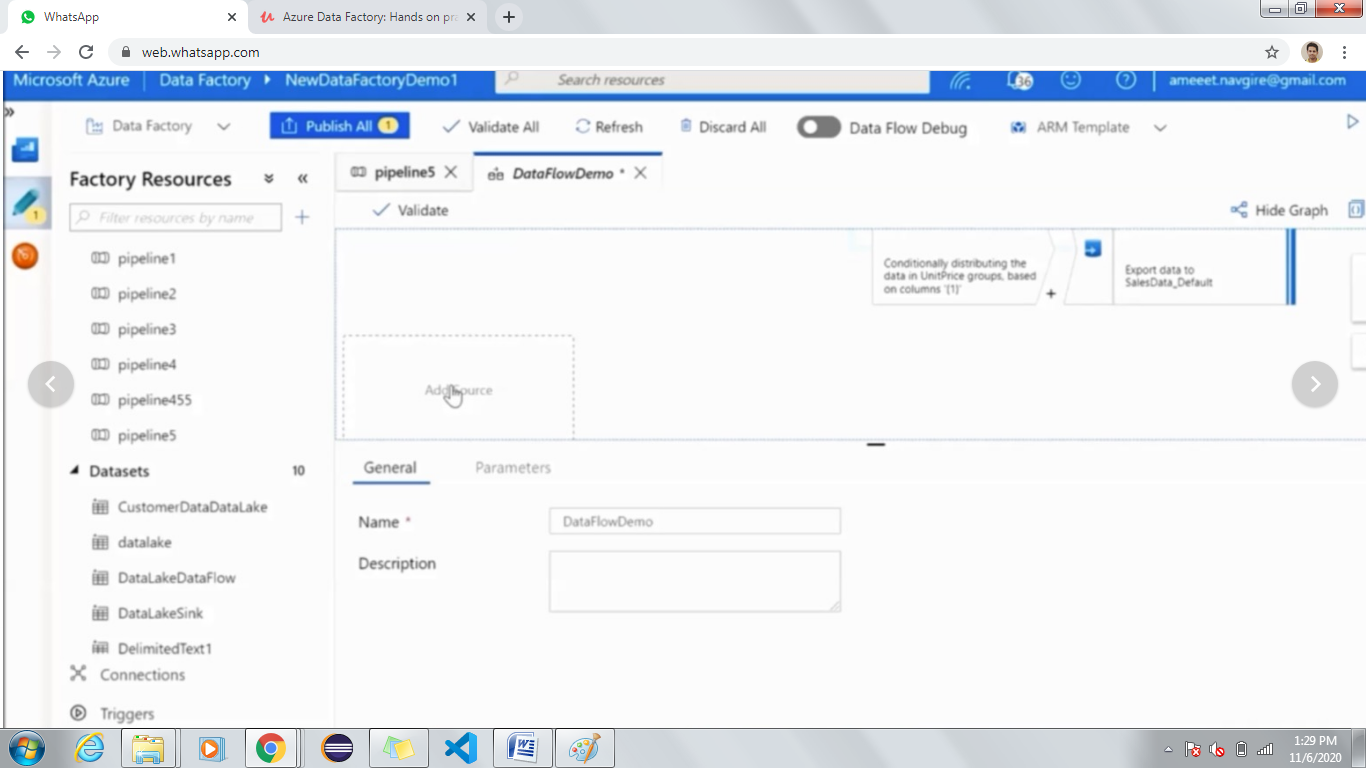 WhatsApp
Azure Data Factory: Hands on pra
web.whatsapp.com
Microsoft Azure Data Factory NewDataFactoryDemo1 Search resources 36 ameeet.navgire@gmail.com
Data Factory Publish All 1 Validate All Refresh Discard All Data Flow Debug ARM Template
Factory Resources
pipeline5 DataFlowDemo *
1
Filter resources by name
Validate Hide Graph
pipeline1
pipeline2
pipeline3
pipeline4
pipeline455
pipeline5
Conditionally distributing the
data in UnitPrice groups, based
on columns '{1}'
Export data to
SalesData_Default
Add Source
Datasets 10
CustomerDataDataLake
datalake
DataLakeDataFlow
DataLakeSink
DelimitedText1
Connections
Triggers
General Parameters
Name * DataFlowDemo
Description
1:29 PM
11/6/2020